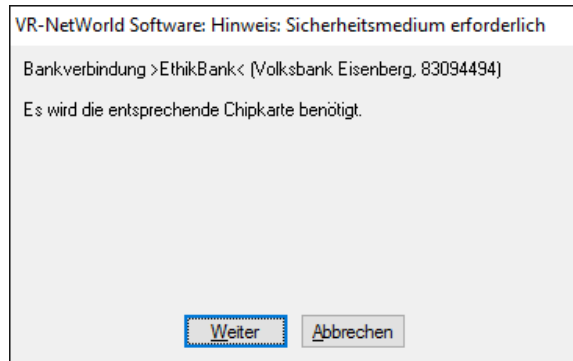 VR-NetWorld Software: Hinweis: Sicherheitsmedium erforderlich
Bankverbindung >EthikBank< (Volksbank Eisenberg, 83094494)
Es wird die entsprechende Chipkarte benötigt.
Weiter
Abbrechen